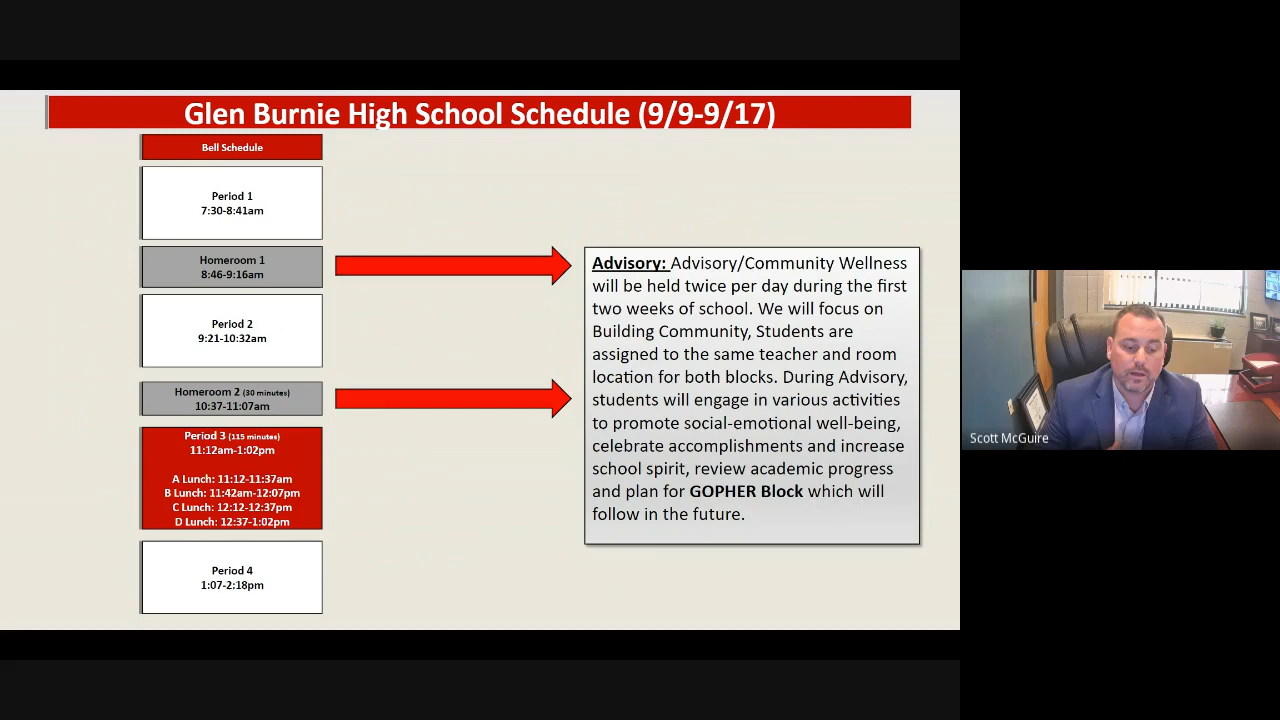 Glen Burnie High School Schedule (9/9-9/17)
Bell Schedule
Period 1
7:30-8:41am
Homeroom 1
8:46-9:16am
Period 2
9:21-10:32am
Homeroom 2 (30 minutes)
10:37-11:07am
Period 3 (115 minutes)
11:12am-1:02pm
A Lunch: 11:12-11:37am
B Lunch: 11:42am-12:07pm
C Lunch: 12:12-12:37pm
D Lunch: 12:37-1:02pm
Period 4
1:07-2:18pm
Advisory: Advisory/Community Wellness
will be held twice per day during the first
two weeks of school. We will focus on
Building Community, Students are
assigned to the same teacher and room
location for both blocks. During Advisory,
students will engage in various activities
to promote social-emotional well-being,
celebrate accomplishments and increase
school spirit, review academic progress
and plan for GOPHER Block which will
follow in the future.
Scott McGuire